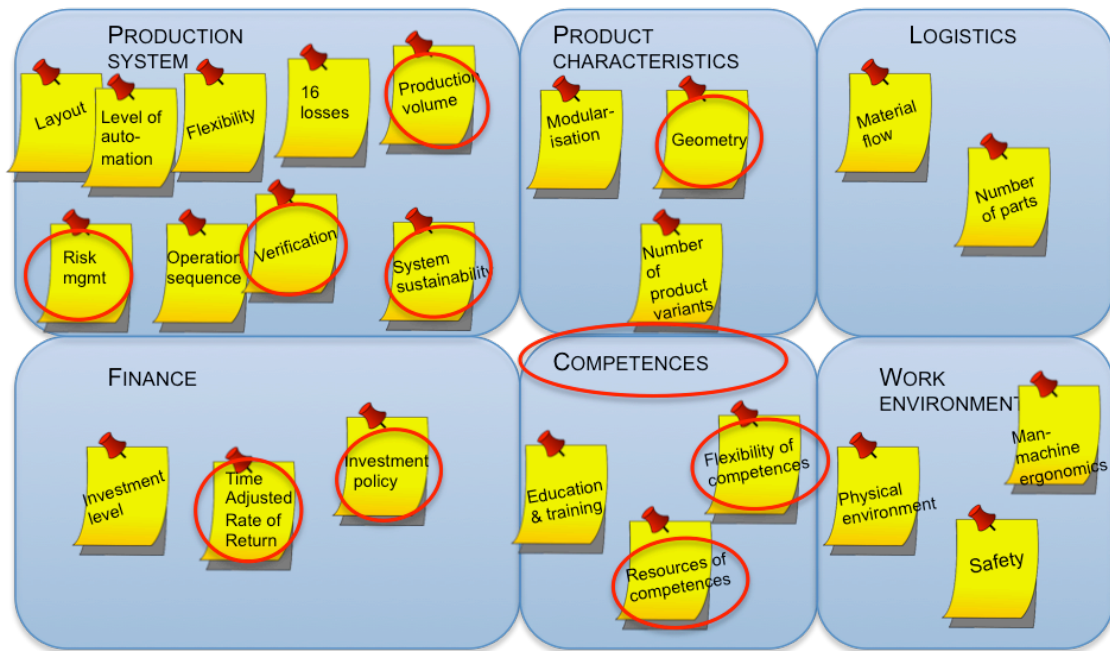 PRODUCTION
SYSTEM
Layout
Level of
auto-
mation
Flexibility
16
losses
Production
volume
Risk
mgmt
Operation
sequence
Verification
System
sustainability
PRODUCT
CHARACTERISTICS
Modular-
isation
Geometry
Number
of
product
variants
LOGISTICS
Material
flow
Number
of parts
FINANCE
Investment
level
Time
Adjusted
Rate of
Return
Investment
policy
COMPETENCES
Education
& training
Flexibility of
competences
Resources of
competences
WORK
ENVIRONMENT
Physical
environment
Man-
machine
ergonomics
Safety